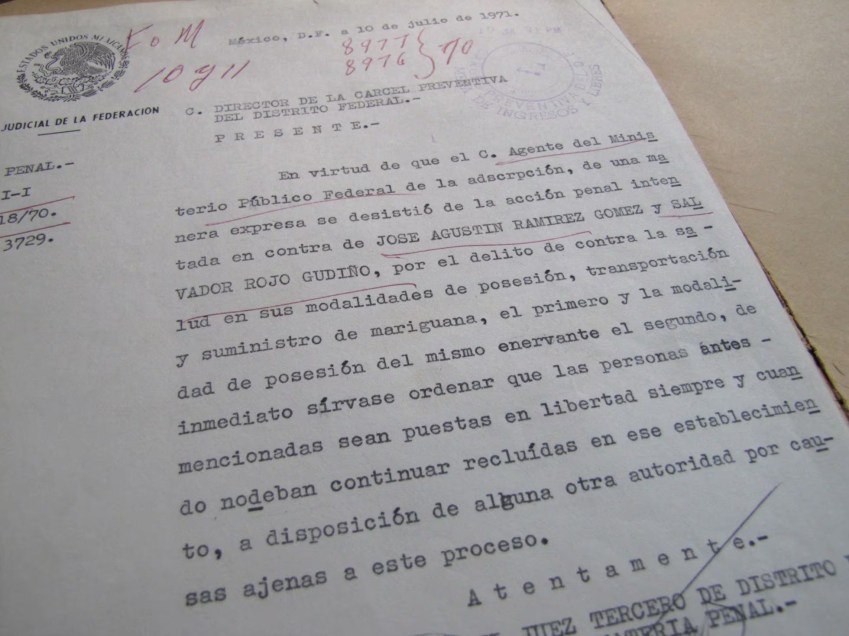 México, D.F. a 10 de julio de 1971.
F o M
8977
8976 } 70
10911
ESTADOS UNIDOS MEXICANOS
JUDICIAL DE LA FEDERACION
C. DIRECTOR DE LA CARCEL PREVENTIVA
DEL DISTRITO FEDERAL.-
P R E S E N T E.-
PENAL.-
I-I
18/70.
3729.
En virtud de que el C. Agente del Minis
terio Público Federal de la adscrpción, de una ma
nera expresa se desistió de la acción penal inten
tada en contra de JOSE AGUSTIN RAMIREZ GOMEZ y SAL
VADOR ROJO GUDIÑO, por el delito de contra la sa-
lud en sus modalidades de posesión, transportación
y suministro de mariguana, el primero y la modali-
dad de posesión del mismo enervante el segundo, de
inmediato sírvase ordenar que las personas antes-
mencionadas sean puestas en libertad siempre y cuan
do no deban continuar recluídas en ese establecimien
to, a disposición de alguna otra autoridad por cau-
sas ajenas a este proceso.
A t e n t a m e n t e.-
JUEZ TERCERO DE DISTRITO
MATERIA PENAL.-